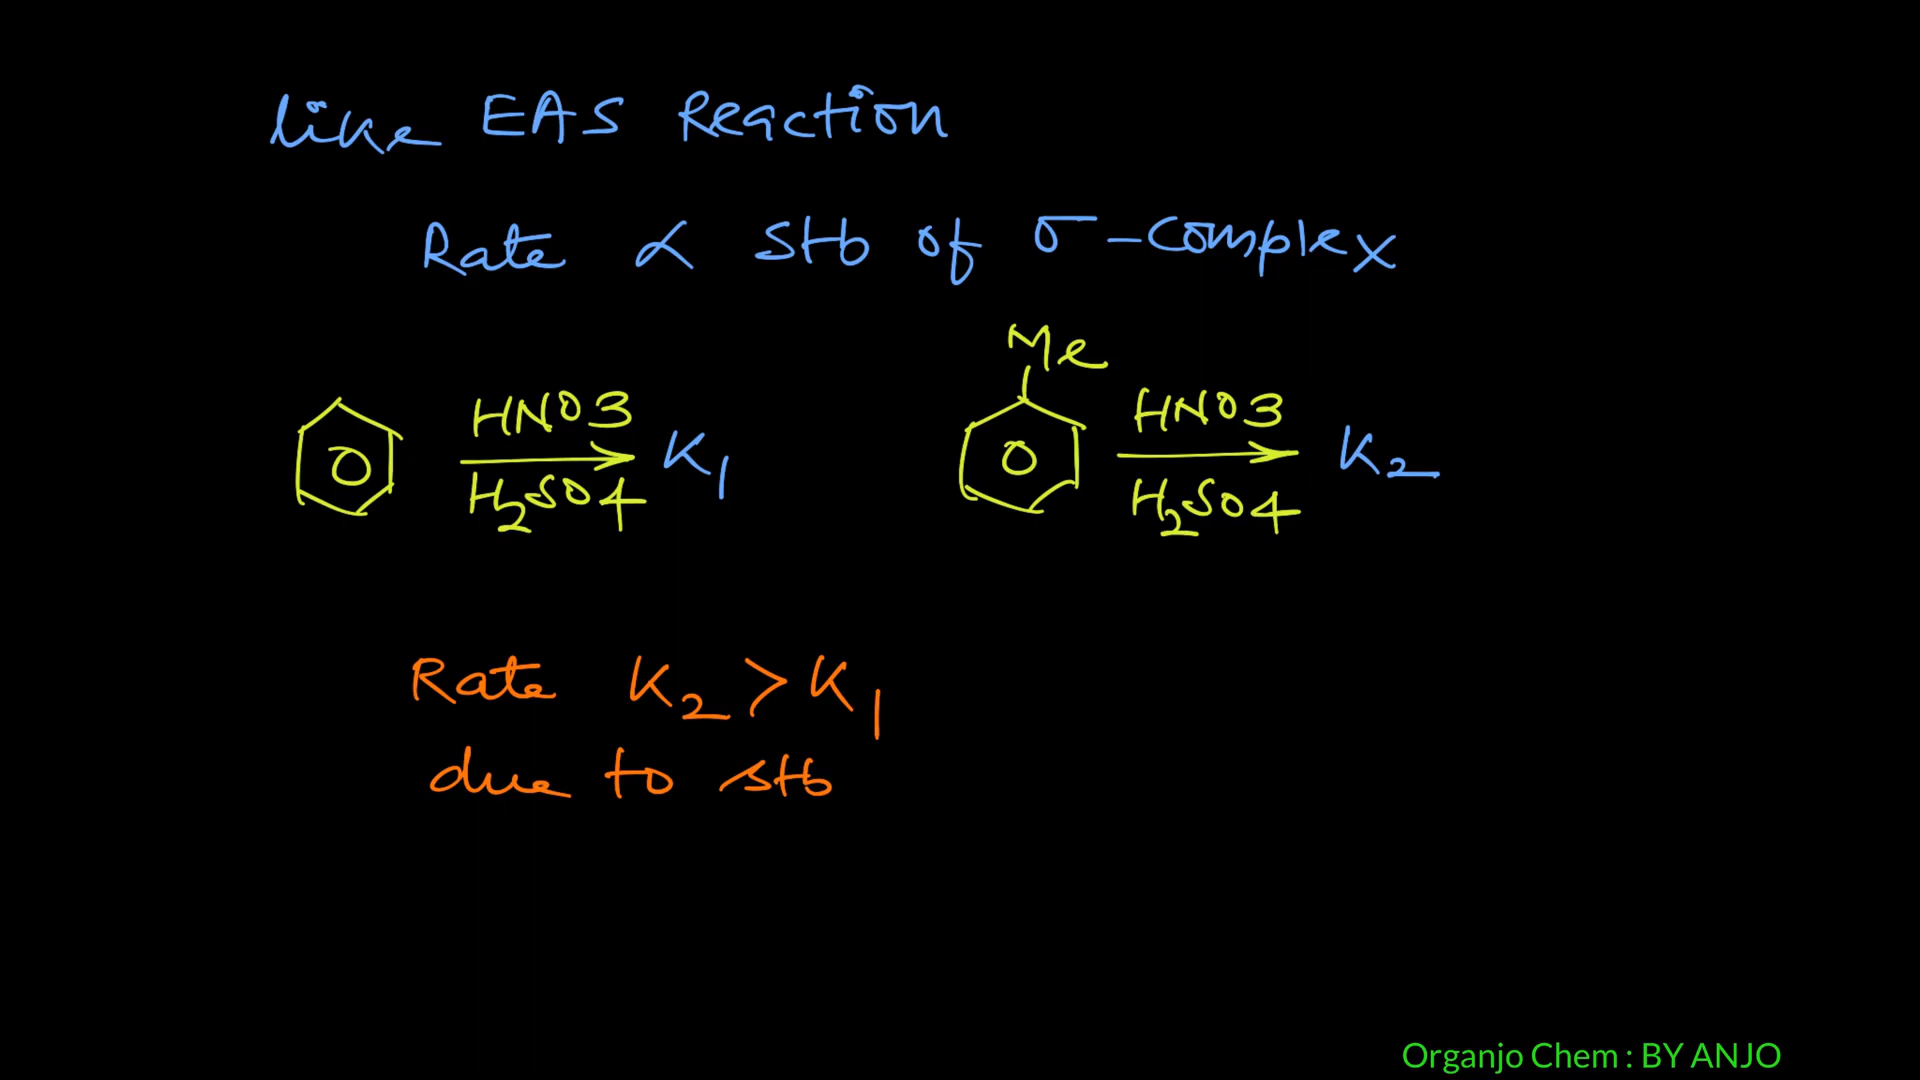 like EAS Reaction
Rate ∝ stb of σ-complex
Me
HNO3
H2SO4
K1
HNO3
H2SO4
K2
Rate K2 > K1
due to stb
Organjo Chem : BY ANJO